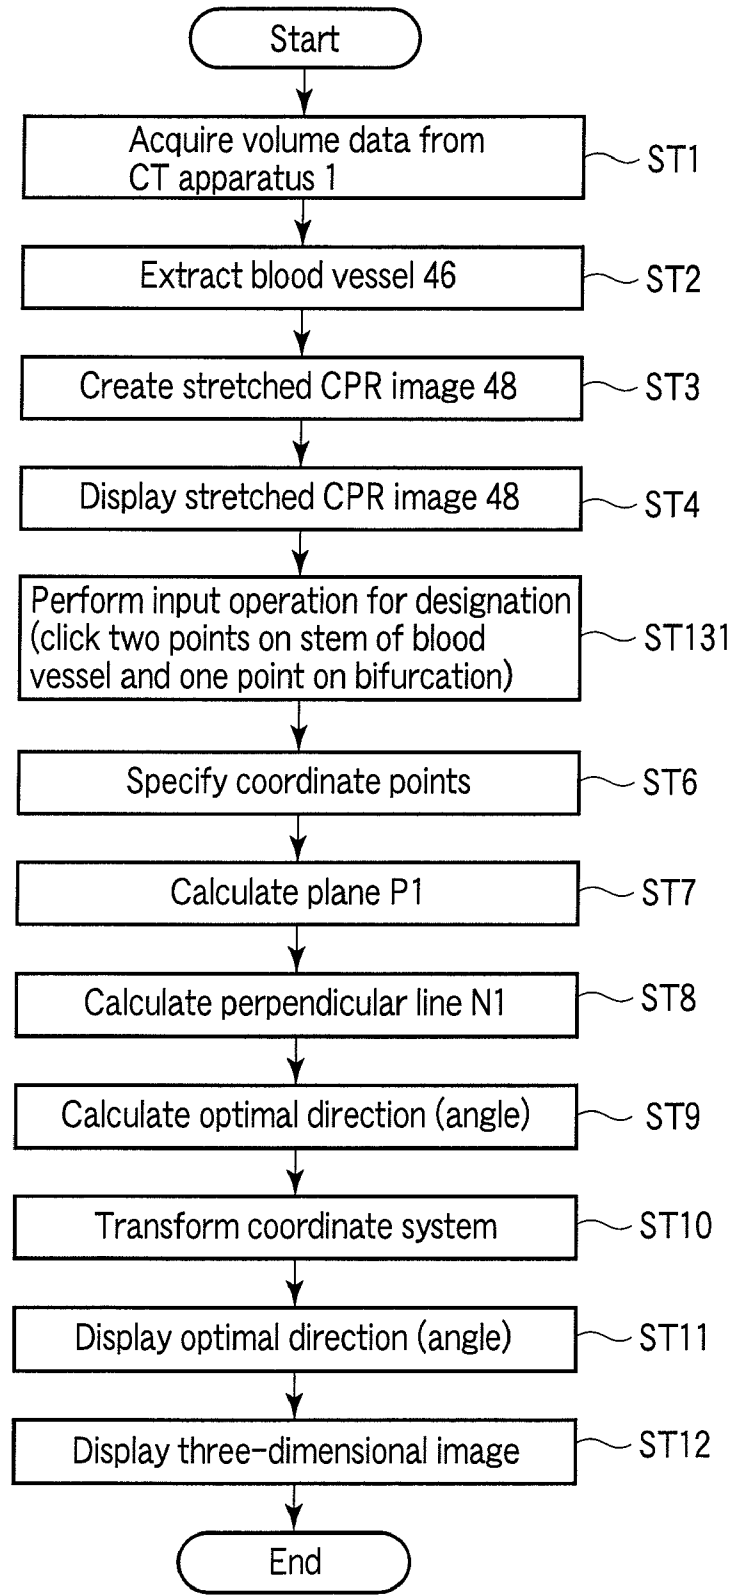 Start
Acquire volume data from
CT apparatus 1
ST1
Extract blood vessel 46
ST2
Create stretched CPR image 48
ST3
Display stretched CPR image 48
ST4
Perform input operation for designation
(click two points on stem of blood
vessel and one point on bifurcation)
ST131
Specify coordinate points
ST6
Calculate plane P1
ST7
Calculate perpendicular line N1
ST8
Calculate optimal direction (angle)
ST9
Transform coordinate system
ST10
Display optimal direction (angle)
ST11
Display three-dimensional image
ST12
End